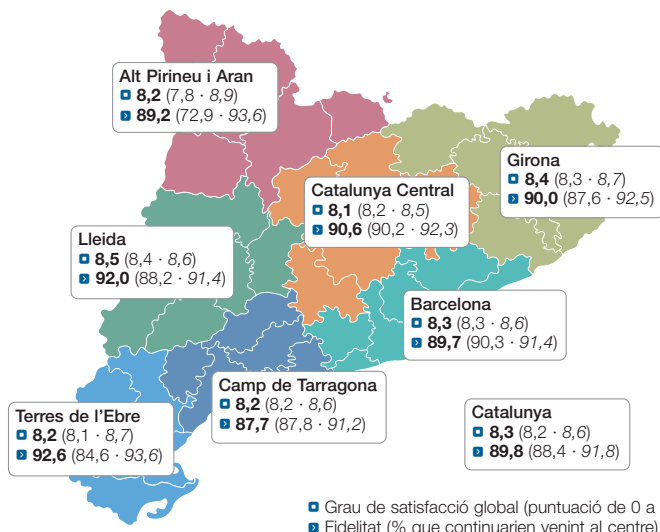 Alt Pirineu i Aran
8,2 (7,8 · 8,9)
89,2 (72,9 · 93,6)
Girona
8,4 (8,3 · 8,7)
90,0 (87,6 · 92,5)
Catalunya Central
8,1 (8,2 · 8,5)
90,6 (90,2 · 92,3)
Lleida
8,5 (8,4 · 8,6)
92,0 (88,2 · 91,4)
Barcelona
8,3 (8,3 · 8,6)
89,7 (90,3 · 91,4)
Camp de Tarragona
8,2 (8,2 · 8,6)
87,7 (87,8 · 91,2)
Terres de l'Ebre
8,2 (8,1 · 8,7)
92,6 (84,6 · 93,6)
Catalunya
8,3 (8,2 · 8,6)
89,8 (88,4 · 91,8)
Grau de satisfacció global (puntuació de 0 a
Fidelitat (% que continuarien venint al centre)